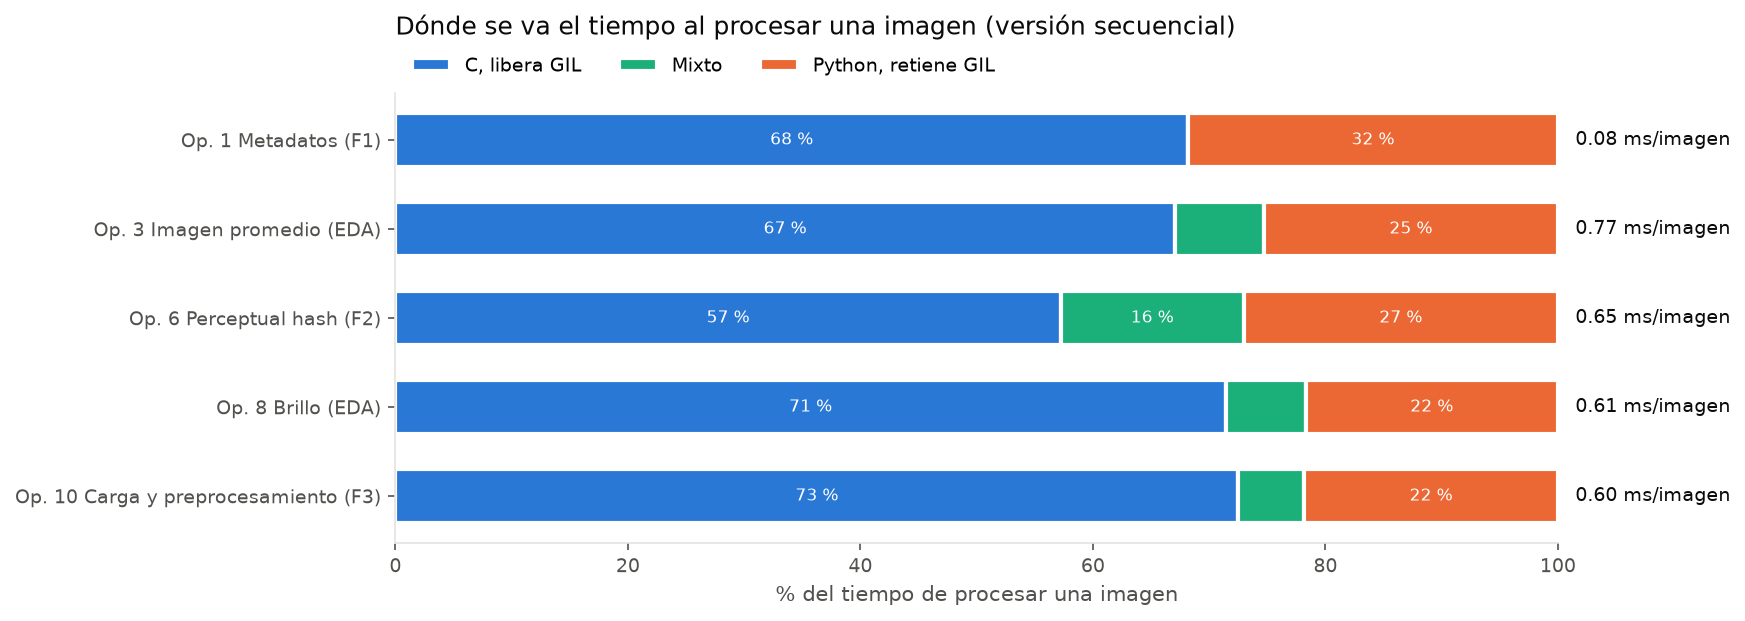 Dónde se va el tiempo al procesar una imagen (versión secuencial)
C, libera GIL Mixto Python, retiene GIL
Op. 1 Metadatos (F1) 68 % 32 % 0.08 ms/imagen
Op. 3 Imagen promedio (EDA) 67 % 25 % 0.77 ms/imagen
Op. 6 Perceptual hash (F2) 57 % 16 % 27 % 0.65 ms/imagen
Op. 8 Brillo (EDA) 71 % 22 % 0.61 ms/imagen
Op. 10 Carga y preprocesamiento (F3) 73 % 22 % 0.60 ms/imagen
0 20 40 60 80 100
% del tiempo de procesar una imagen